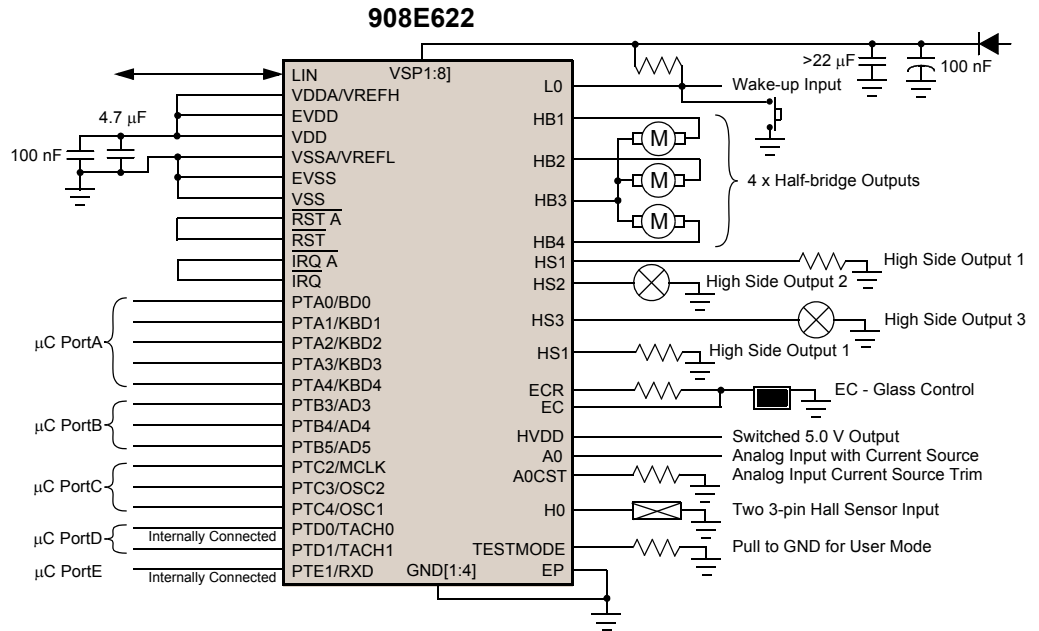 908E622
VSP1:8]
LIN
VDDA/VREFH
EVDD
VDD
VSSA/VREFL
EVSS
VSS
RST A
RST
IRQ A
IRQ
PTA0/BD0
PTA1/KBD1
PTA2/KBD2
PTA3/KBD3
PTA4/KBD4
PTB3/AD3
PTB4/AD4
PTB5/AD5
PTC2/MCLK
PTC3/OSC2
PTC4/OSC1
PTD0/TACH0
PTD1/TACH1
PTE1/RXD
GND[1:4]
4.7 μF
100 nF
μC PortA
μC PortB
μC PortC
μC PortD
μC PortE
Internally Connected
Internally Connected
L0
HB1
HB2
HB3
HB4
HS1
HS2
HS3
HS1
ECR
EC
HVDD
A0
A0CST
H0
TESTMODE
EP
>22 μF
100 nF
Wake-up Input
M
M
M
4 x Half-bridge Outputs
High Side Output 1
High Side Output 2
High Side Output 3
High Side Output 1
EC - Glass Control
Switched 5.0 V Output
Analog Input with Current Source
Analog Input Current Source Trim
Two 3-pin Hall Sensor Input
Pull to GND for User Mode